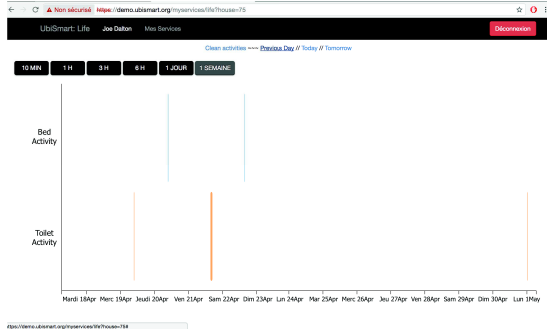 Non sécurisé https://demo.ubismart.org/myservices/life?house=75
UbiSmart: Life Joe Dalton Mes Services Déconnexion
Clean activities ~~~ Previous Day // Today // Tomorrow
10 MIN 1 H 3 H 6 H 1 JOUR 1 SEMAINE
Bed
Activity
Toilet
Activity
Mardi 18Apr Merc 19Apr Jeudi 20Apr Ven 21Apr Sam 22Apr Dim 23Apr Lun 24Apr Mar 25Apr Merc 26Apr Jeu 27Apr Ven 28Apr Sam 29Apr Dim 30Apr Lun 1May
https://demo.ubismart.org/myservices/life?house=75#